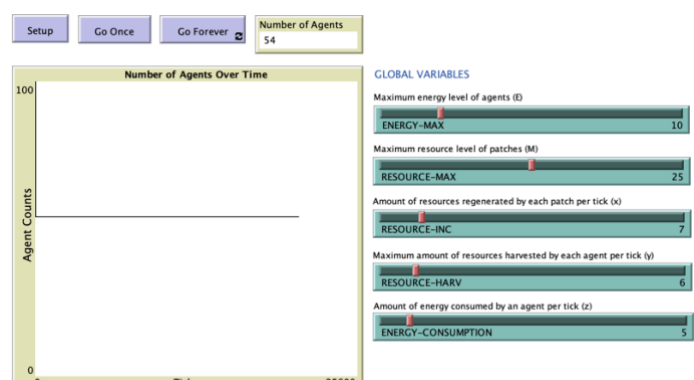 Setup
Go Once
Go Forever
Number of Agents
54
Number of Agents Over Time
100
Agent Counts
0
GLOBAL VARIABLES
Maximum energy level of agents (E)
ENERGY-MAX 10
Maximum resource level of patches (M)
RESOURCE-MAX 25
Amount of resources regenerated by each patch per tick (x)
RESOURCE-INC 7
Maximum amount of resources harvested by each agent per tick (y)
RESOURCE-HARV 6
Amount of energy consumed by an agent per tick (z)
ENERGY-CONSUMPTION 5